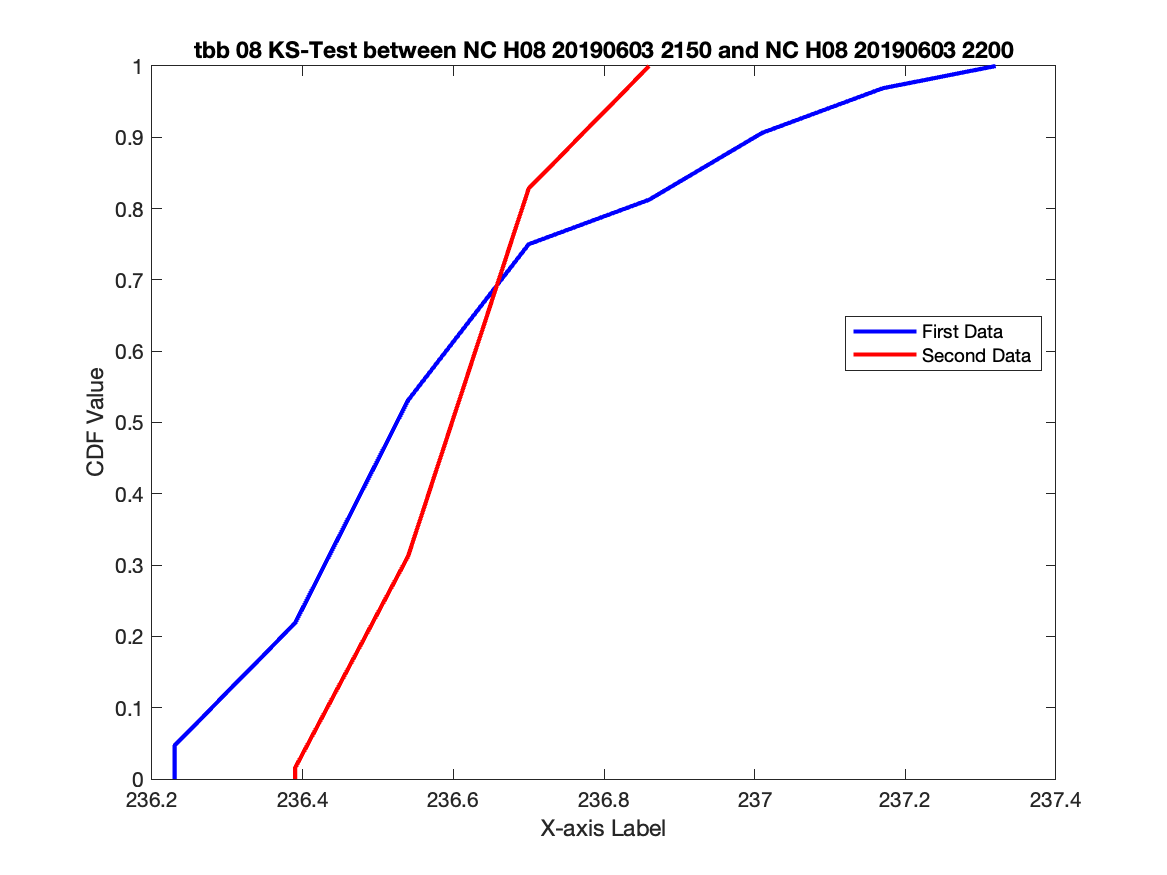 tbb 08 KS-Test between NC H08 20190603 2150 and NC H08 20190603 2200
1
0.9
0.8
0.7
0.6
0.5
0.4
0.3
0.2
0.1
0
CDF Value
First Data
Second Data
236.2 236.4 236.6 236.8 237 237.2 237.4
X-axis Label